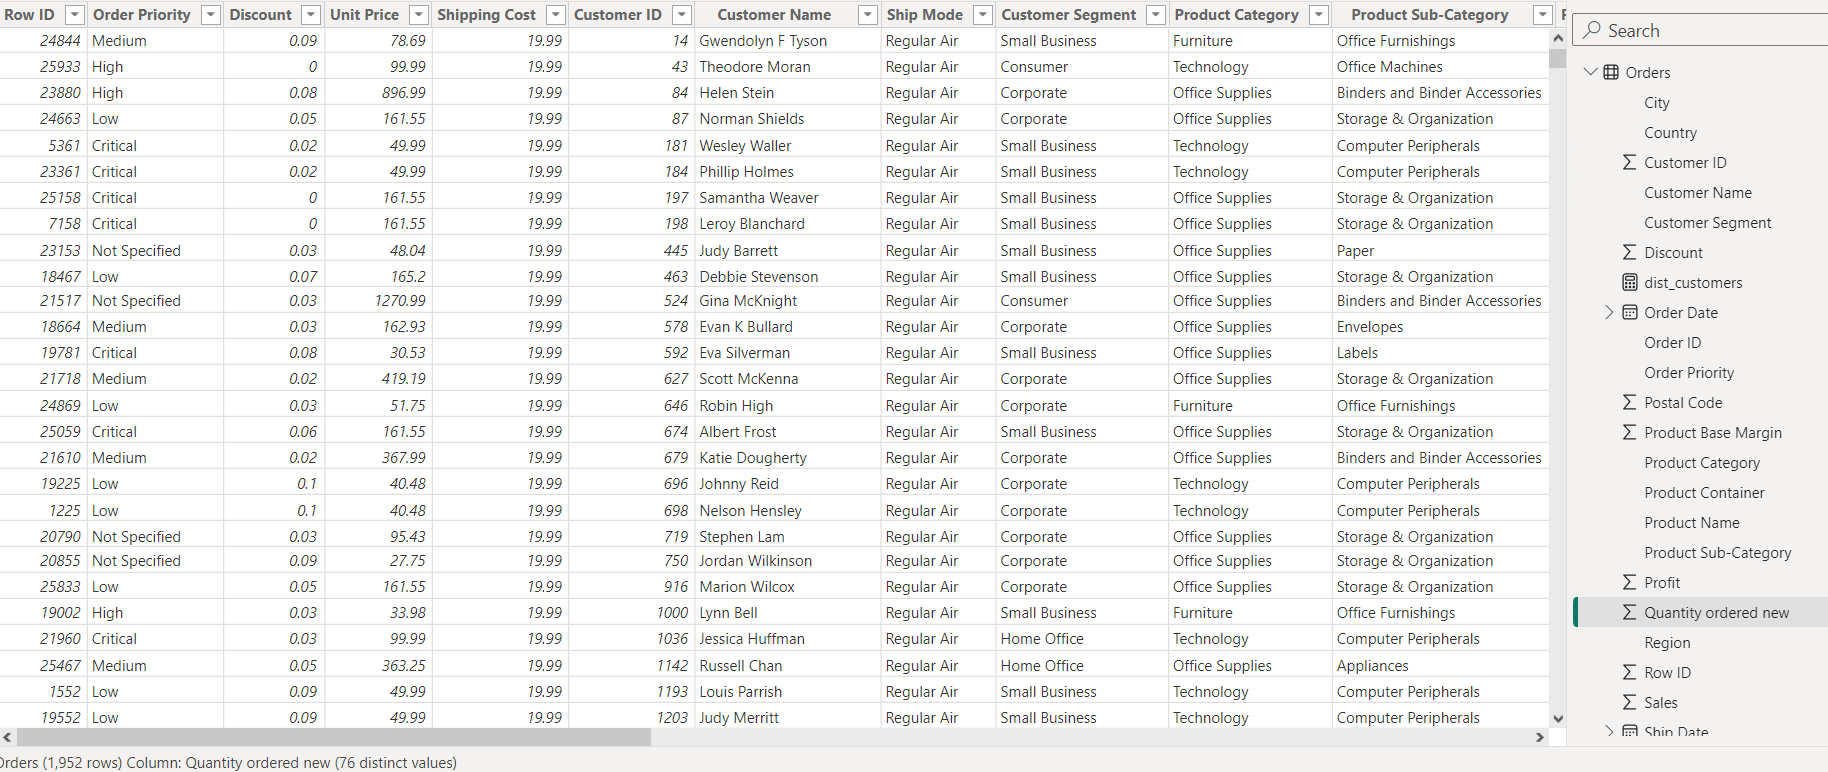 Row ID Order Priority Discount Unit Price Shipping Cost Customer ID Customer Name Ship Mode Customer Segment Product Category Product Sub-Category
24844 Medium 0.09 78.69 19.99 14 Gwendolyn F Tyson Regular Air Small Business Furniture Office Furnishings
25933 High 0 99.99 19.99 43 Theodore Moran Regular Air Consumer Technology Office Machines
23880 High 0.08 896.99 19.99 84 Helen Stein Regular Air Corporate Office Supplies Binders and Binder Accessories
24663 Low 0.05 161.55 19.99 87 Norman Shields Regular Air Corporate Office Supplies Storage & Organization
5361 Critical 0.02 49.99 19.99 181 Wesley Waller Regular Air Small Business Technology Computer Peripherals
23361 Critical 0.02 49.99 19.99 184 Phillip Holmes Regular Air Small Business Technology Computer Peripherals
25158 Critical 0 161.55 19.99 197 Samantha Weaver Regular Air Small Business Office Supplies Storage & Organization
7158 Critical 0 161.55 19.99 198 Leroy Blanchard Regular Air Small Business Office Supplies Storage & Organization
23153 Not Specified 0.03 48.04 19.99 445 Judy Barrett Regular Air Small Business Office Supplies Paper
18467 Low 0.07 165.2 19.99 463 Debbie Stevenson Regular Air Small Business Office Supplies Storage & Organization
21517 Not Specified 0.03 1270.99 19.99 524 Gina McKnight Regular Air Consumer Office Supplies Binders and Binder Accessories
18664 Medium 0.03 162.93 19.99 578 Evan K Bullard Regular Air Corporate Office Supplies Envelopes
19781 Critical 0.08 30.53 19.99 592 Eva Silverman Regular Air Small Business Office Supplies Labels
21718 Medium 0.02 419.19 19.99 627 Scott McKenna Regular Air Corporate Office Supplies Storage & Organization
24869 Low 0.03 51.75 19.99 646 Robin High Regular Air Corporate Furniture Office Furnishings
25059 Critical 0.06 161.55 19.99 674 Albert Frost Regular Air Small Business Office Supplies Storage & Organization
21610 Medium 0.02 367.99 19.99 679 Katie Dougherty Regular Air Corporate Office Supplies Binders and Binder Accessories
19225 Low 0.1 40.48 19.99 696 Johnny Reid Regular Air Corporate Technology Computer Peripherals
1225 Low 0.1 40.48 19.99 698 Nelson Hensley Regular Air Corporate Technology Computer Peripherals
20790 Not Specified 0.03 95.43 19.99 719 Stephen Lam Regular Air Corporate Office Supplies Storage & Organization
20855 Not Specified 0.09 27.75 19.99 750 Jordan Wilkinson Regular Air Corporate Office Supplies Storage & Organization
25833 Low 0.05 161.55 19.99 916 Marion Wilcox Regular Air Corporate Office Supplies Storage & Organization
19002 High 0.03 33.98 19.99 1000 Lynn Bell Regular Air Small Business Furniture Office Furnishings
21960 Critical 0.03 99.99 19.99 1036 Jessica Huffman Regular Air Home Office Technology Computer Peripherals
25467 Medium 0.05 363.25 19.99 1142 Russell Chan Regular Air Home Office Office Supplies Appliances
1552 Low 0.09 49.99 19.99 1193 Louis Parrish Regular Air Small Business Technology Computer Peripherals
19552 Low 0.09 49.99 19.99 1203 Judy Merritt Regular Air Small Business Technology Computer Peripherals
Orders (1,952 rows) Column: Quantity ordered new (76 distinct values)
Search
Orders
City
Country
Customer ID
Customer Name
Customer Segment
Discount
dist_customers
Order Date
Order ID
Order Priority
Postal Code
Product Base Margin
Product Category
Product Container
Product Name
Product Sub-Category
Profit
Quantity ordered new
Region
Row ID
Sales
Ship Date